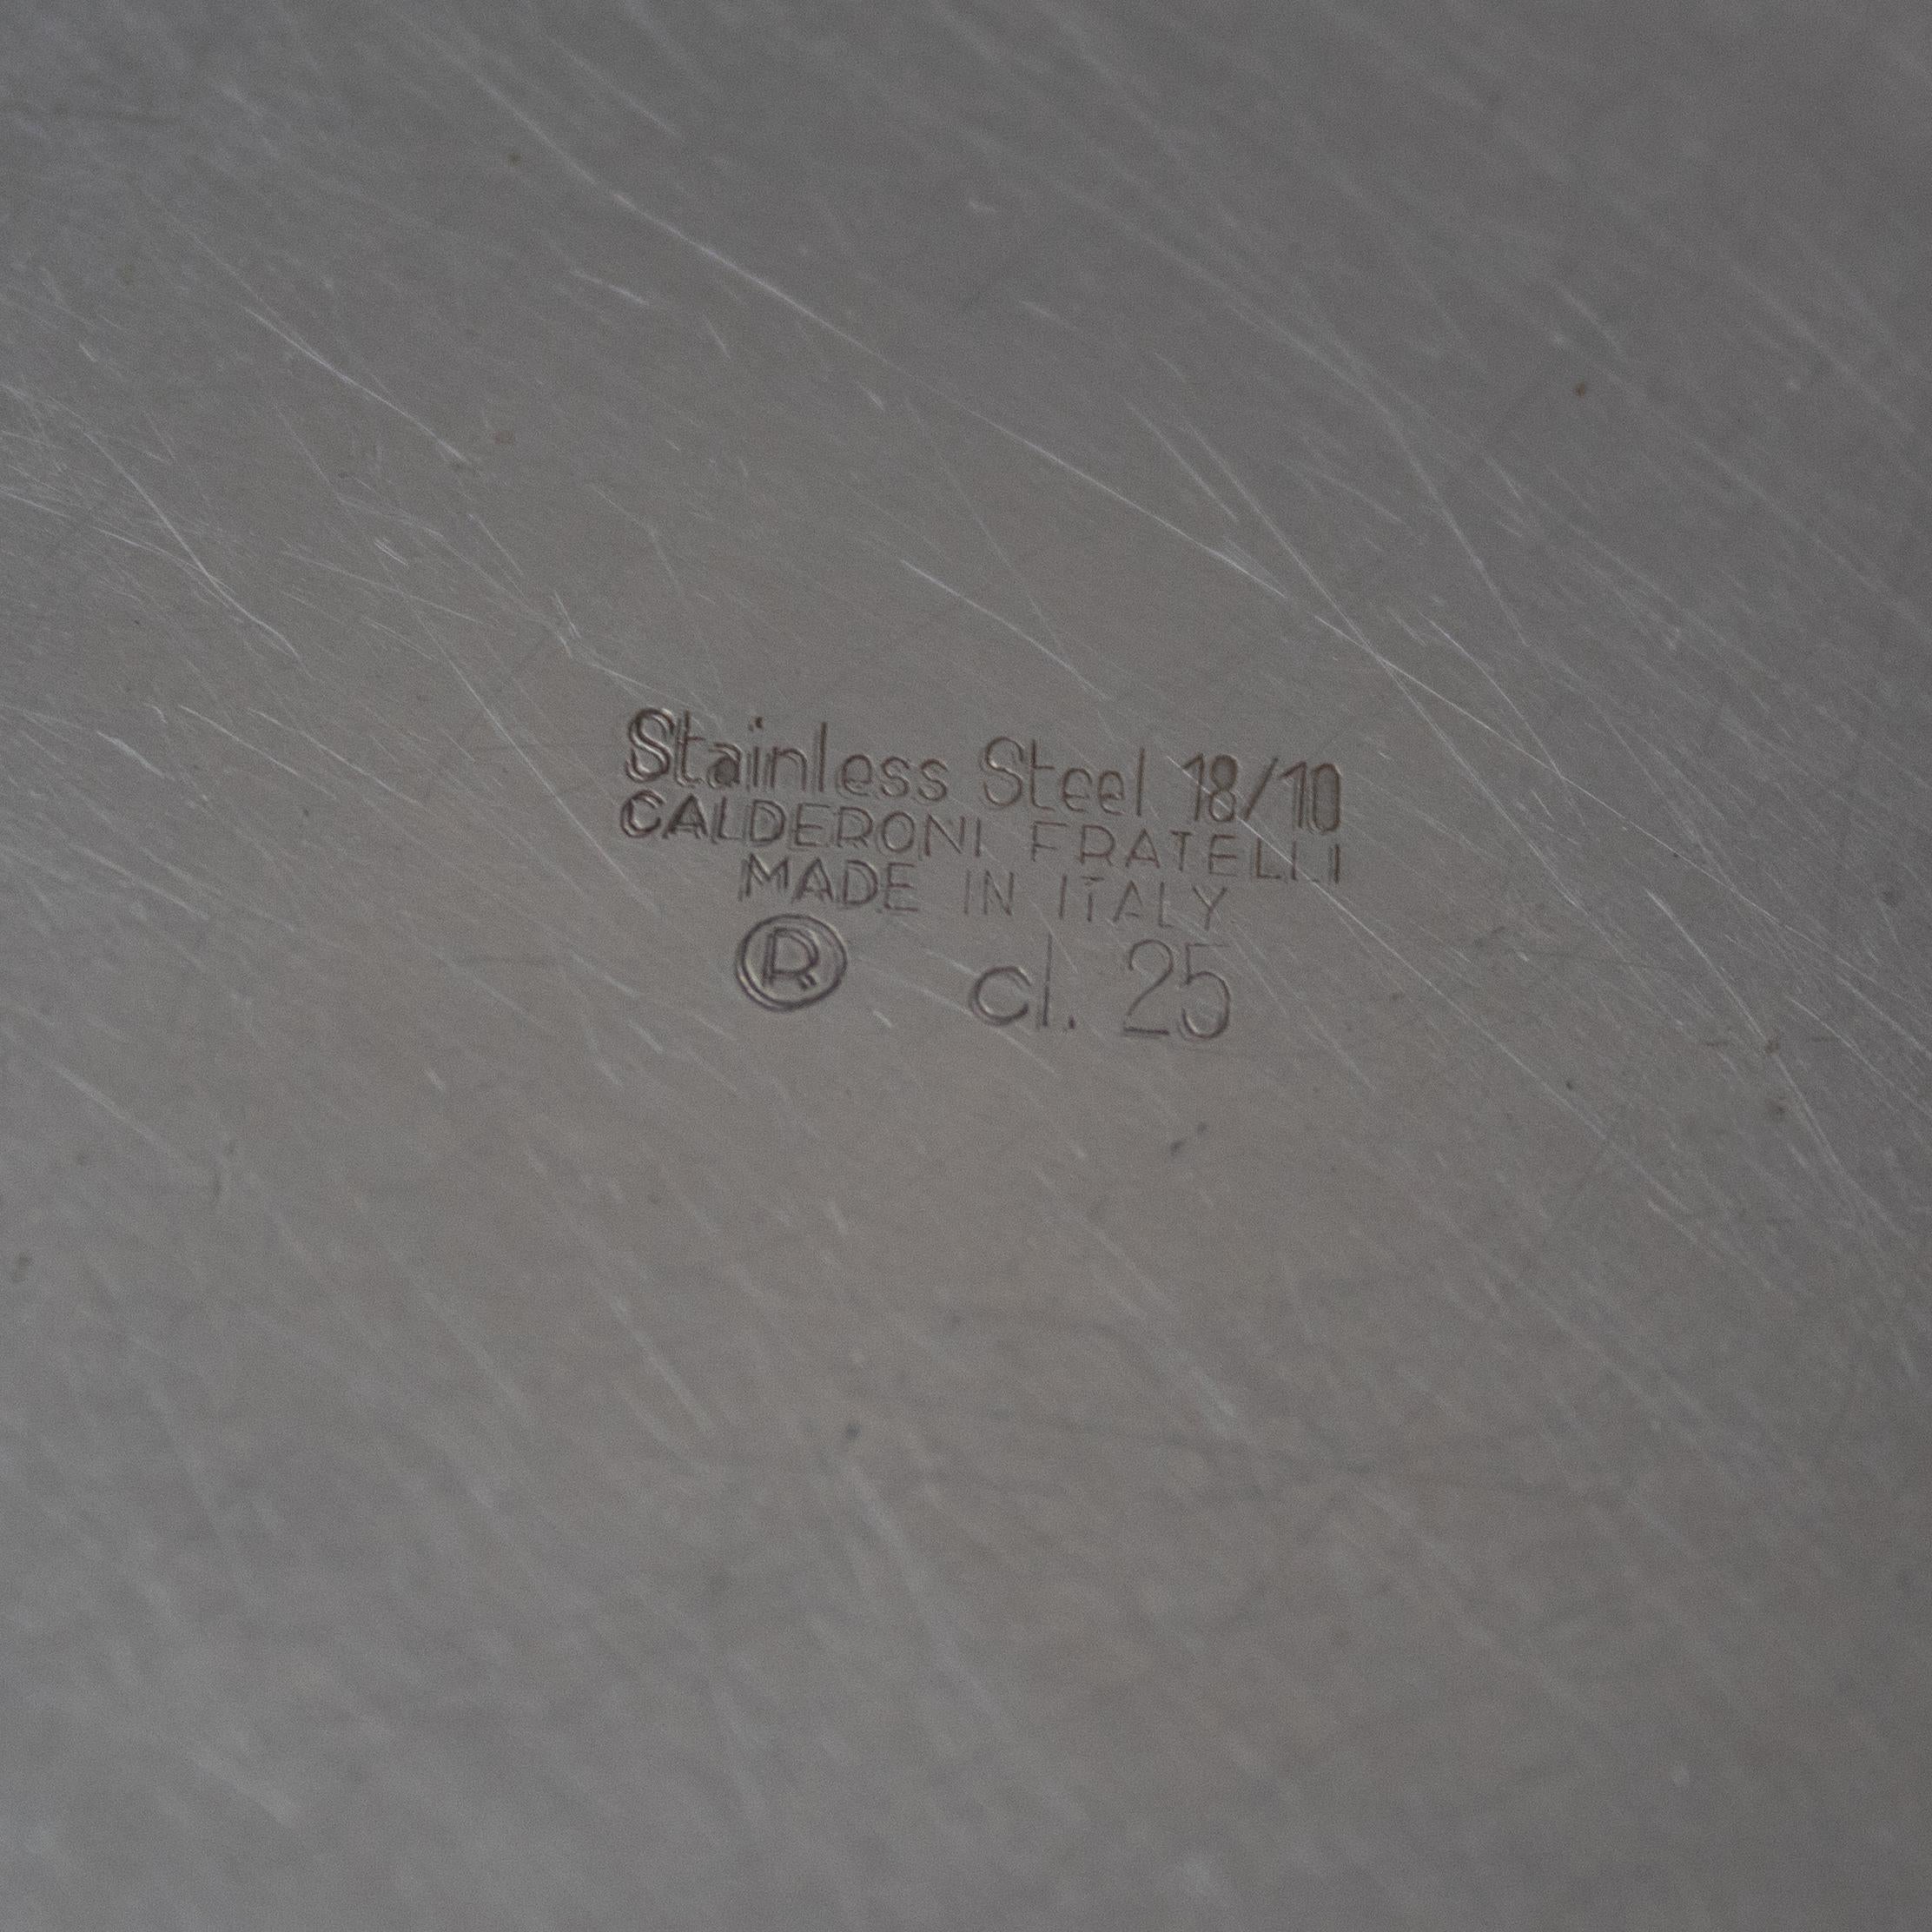 Stainless Steel 18/10
CALDERONI FRATELLI
MADE IN ITALY
® cl. 25